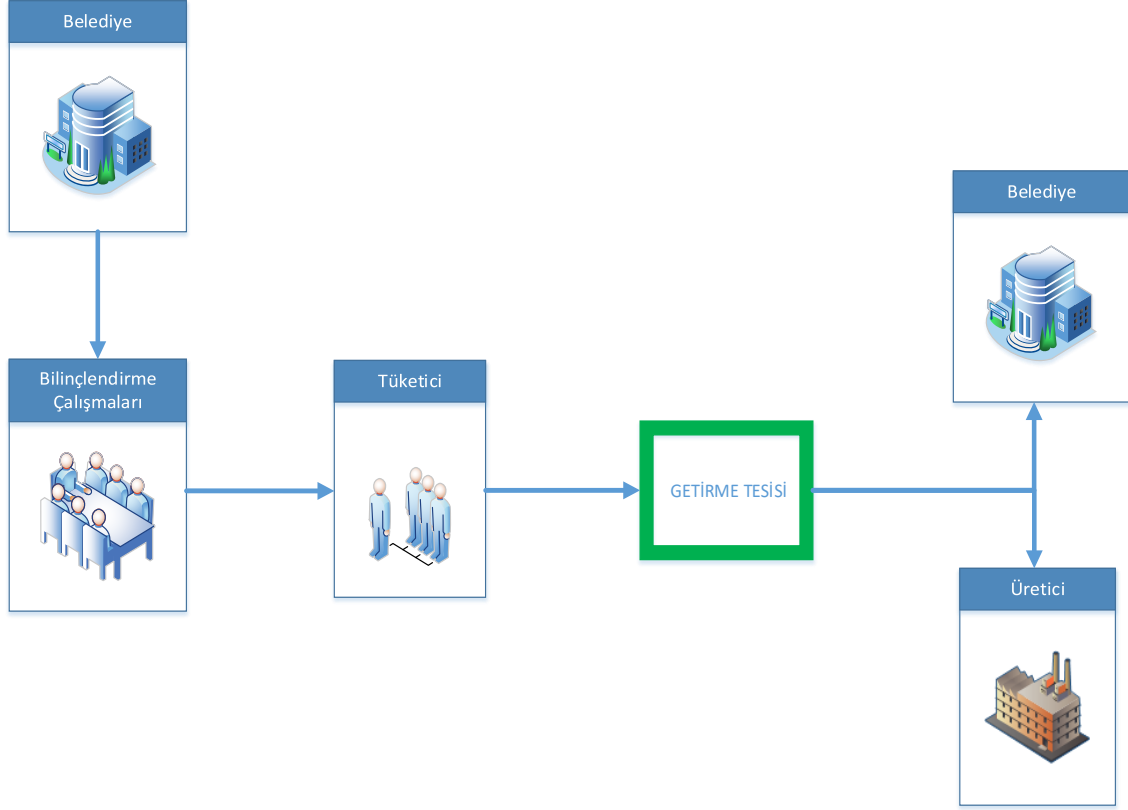 Belediye
Belediye
Bilinçlendirme
Çalışmaları
Tüketici
GETİRME TESİSİ
Üretici